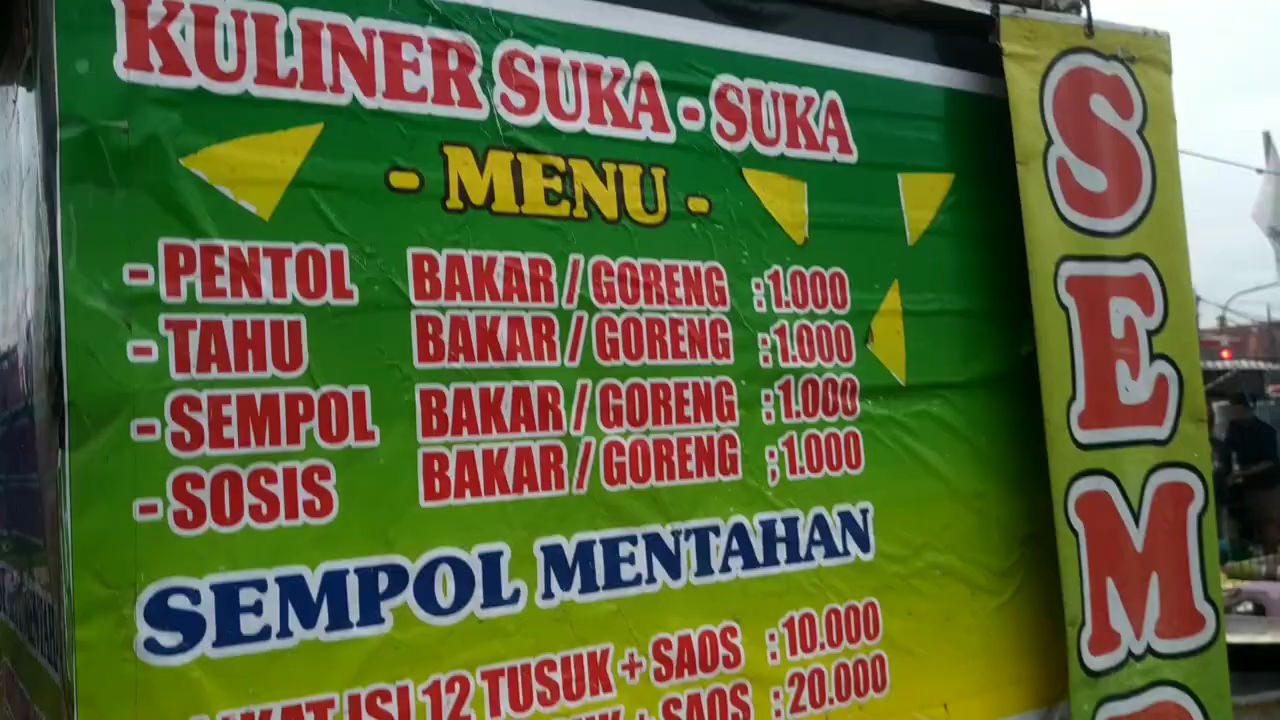 KULINER SUKA - SUKA
- MENU -
- PENTOL BAKAR / GORENG : 1.000
- TAHU BAKAR / GORENG : 1.000
- SEMPOL BAKAR / GORENG : 1.000
- SOSIS BAKAR / GORENG ; 1.000
SEMPOL MENTAHAN
ISI 12 TUSUK + SAOS : 10.000
+ SAOS : 20.000
S
E
M